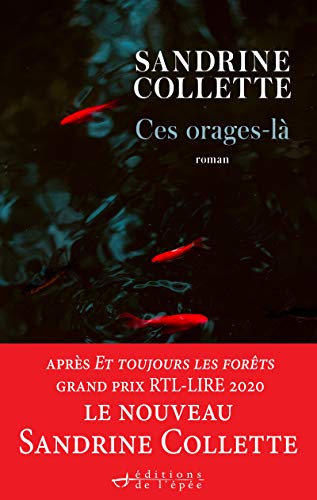 SANDRINE
COLLETTE
Ces orages-là
roman
APRÈS ET TOUJOURS LES FORÊTS
GRAND PRIX RTL-LIRE 2020
LE NOUVEAU
SANDRINE COLLETTE
éditions
de l'épée